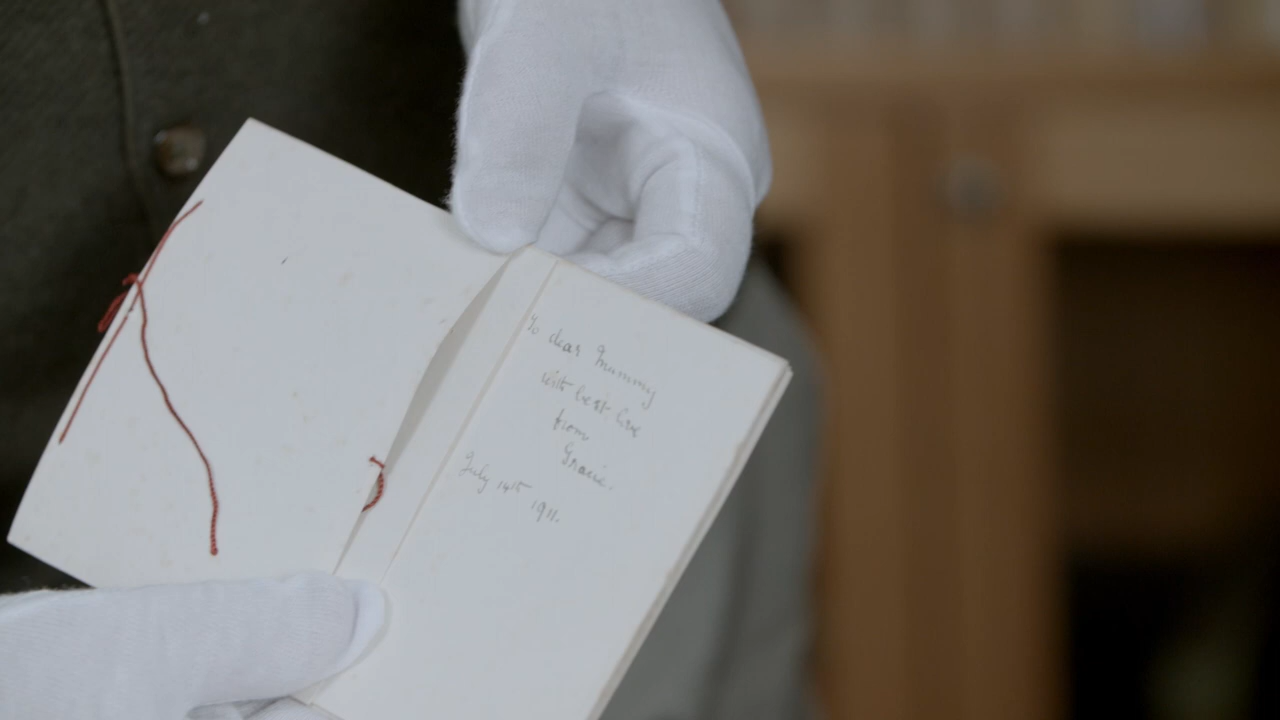 To dear Mummy
with best love
from
Gracie.
July 14th
1911.